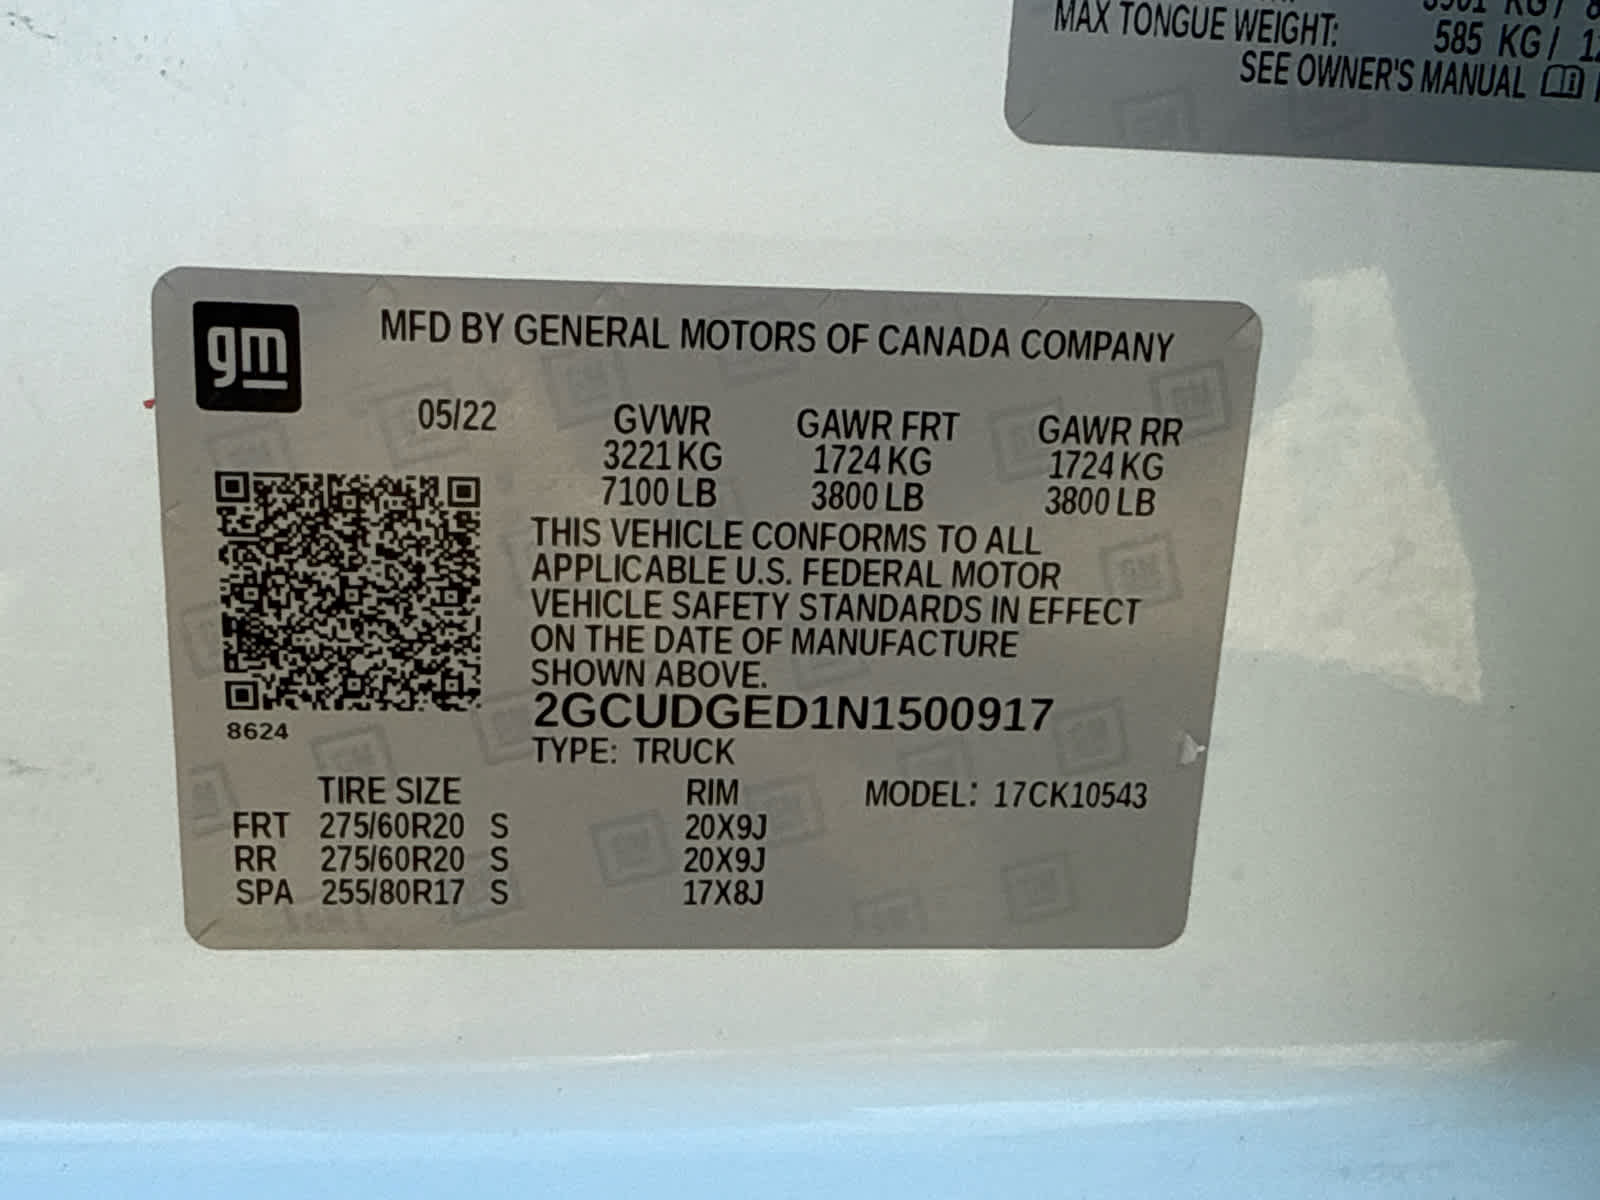 MAX TONGUE WEIGHT: 585 KG/
SEE OWNER'S MANUAL
gm
MFD BY GENERAL MOTORS OF CANADA COMPANY
05/22 GVWR GAWR FRT GAWR RR
3221 KG 1724 KG 1724 KG
7100 LB 3800 LB 3800 LB
THIS VEHICLE CONFORMS TO ALL
APPLICABLE U.S. FEDERAL MOTOR
VEHICLE SAFETY STANDARDS IN EFFECT
ON THE DATE OF MANUFACTURE
SHOWN ABOVE.
2GCUDGED1N1500917
8624
TYPE: TRUCK
TIRE SIZE RIM MODEL: 17CK10543
FRT 275/60R20 S 20X9J
RR 275/60R20 S 20X9J
SPA 255/80R17 S 17X8J